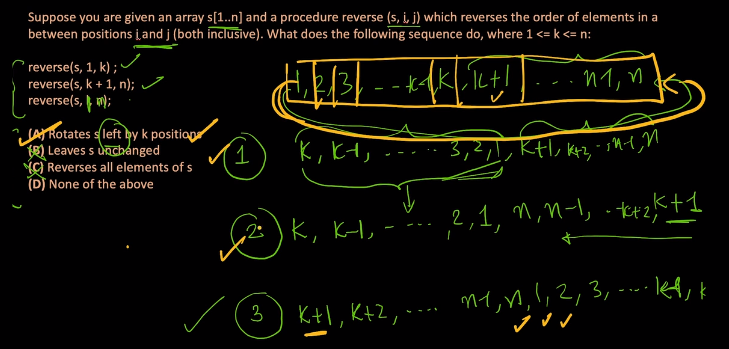 Suppose you are given an array s[1..n] and a procedure reverse (s, i, j) which reverses the order of elements in a
between positions i and j (both inclusive). What does the following sequence do, where 1 <= k <= n:
reverse(s, 1, k) ;
reverse(s, k + 1, n);
reverse(s, 1, n);
(A) Rotates s left by k positions
(B) Leaves s unchanged
(C) Reverses all elements of s
(D) None of the above
1, 2, 3, --- k-1, k, k+1, ... n-1, n
1 k, k-1, ...... 3, 2, 1, k+1, k+2, -- , n-1, n
2 k, k-1, - ---- , 2, 1, n, n-1, -- k+2, k+1
3 k+1, k+2, .... n-1, n, 1, 2, 3, ---- k-1, k